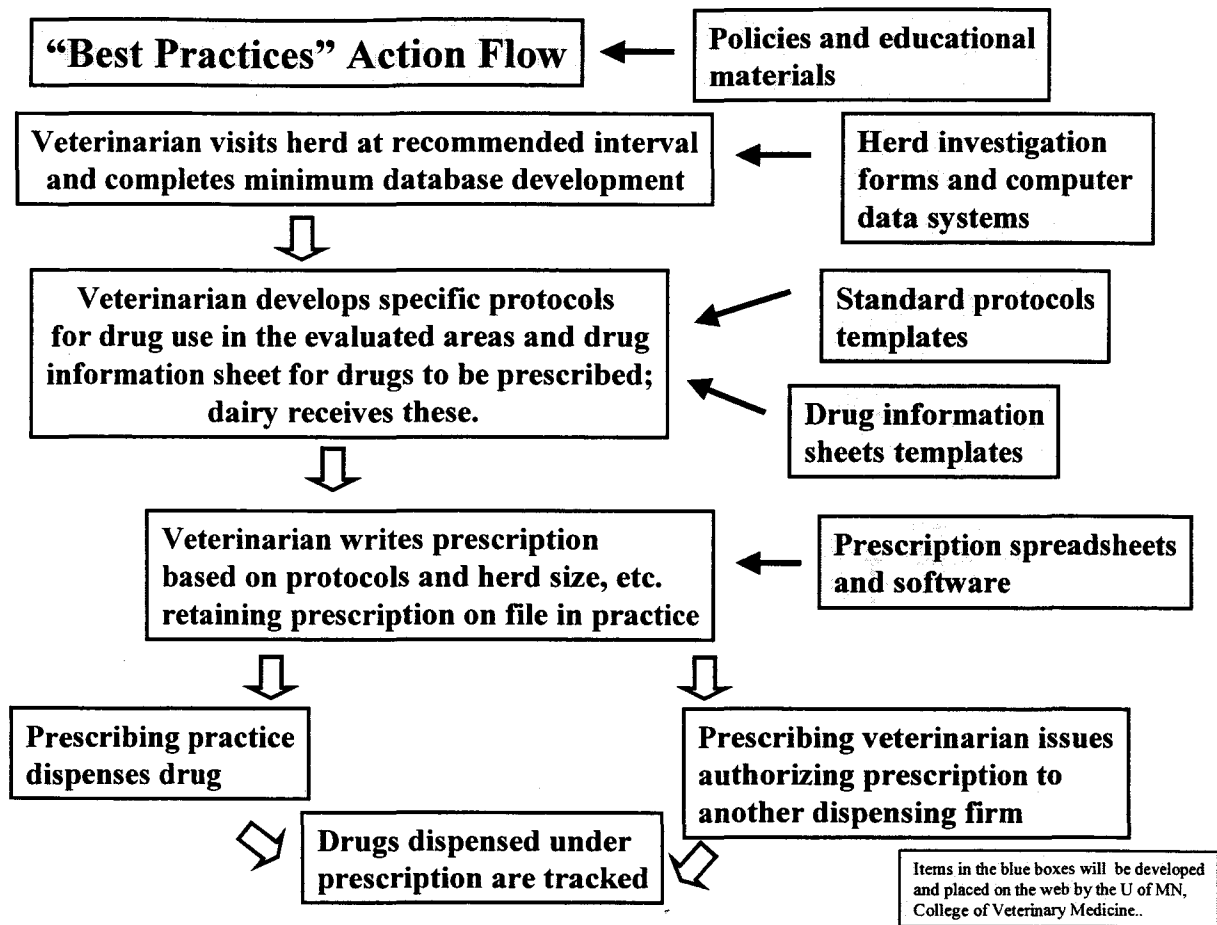 “Best Practices” Action Flow
Policies and educational
materials
Veterinarian visits herd at recommended interval
and completes minimum database development
Herd investigation
forms and computer
data systems
Veterinarian develops specific protocols
for drug use in the evaluated areas and drug
information sheet for drugs to be prescribed;
dairy receives these.
Standard protocols
templates
Drug information
sheets templates
Veterinarian writes prescription
based on protocols and herd size, etc.
retaining prescription on file in practice
Prescription spreadsheets
and software
Prescribing practice
dispenses drug
Prescribing veterinarian issues
authorizing prescription to
another dispensing firm
Drugs dispensed under
prescription are tracked
Items in the blue boxes will be developed
and placed on the web by the U of MN,
College of Veterinary Medicine..